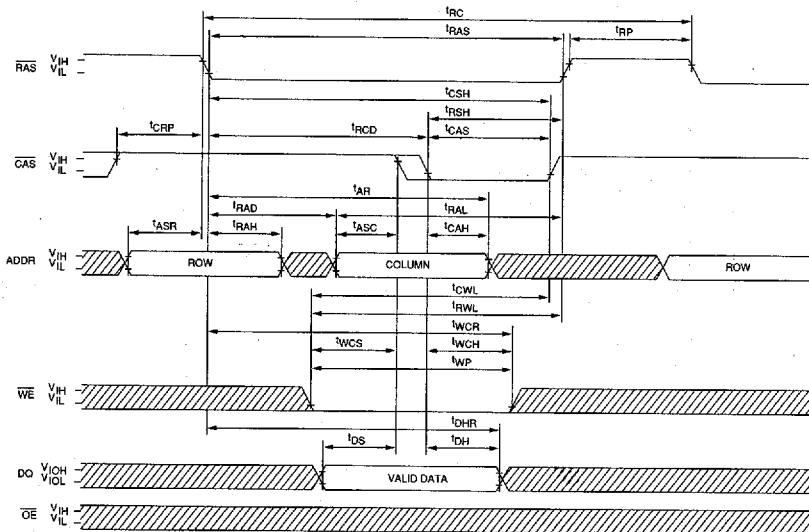 tRC
tRAS
tRP
RAS VIH
VIL
tCSH
tRSH
tCRP
tRCD
tCAS
CAS VIH
VIL
tAR
tRAD
tRAL
tASR
tRAH
tASC
tCAH
ADDR VIH
VIL
ROW
COLUMN
ROW
tCWL
tRWL
tWCR
tWCS
tWCH
tWP
WE VIH
VIL
tDHR
tDS
tDH
DQ VIOH
VIOL
VALID DATA
OE VIH
VIL